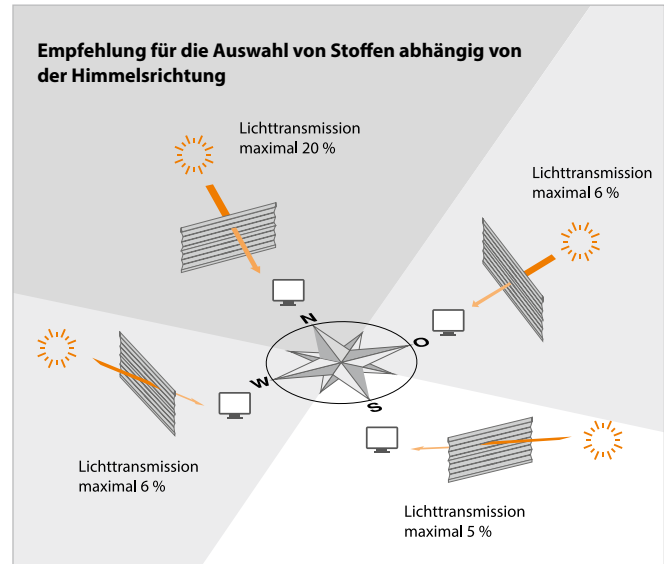 Empfehlung für die Auswahl von Stoffen abhängig von
der Himmelsrichtung
Lichttransmission
maximal 20 %
Lichttransmission
maximal 6 %
N
O
W
S
Lichttransmission
maximal 6 %
Lichttransmission
maximal 5 %